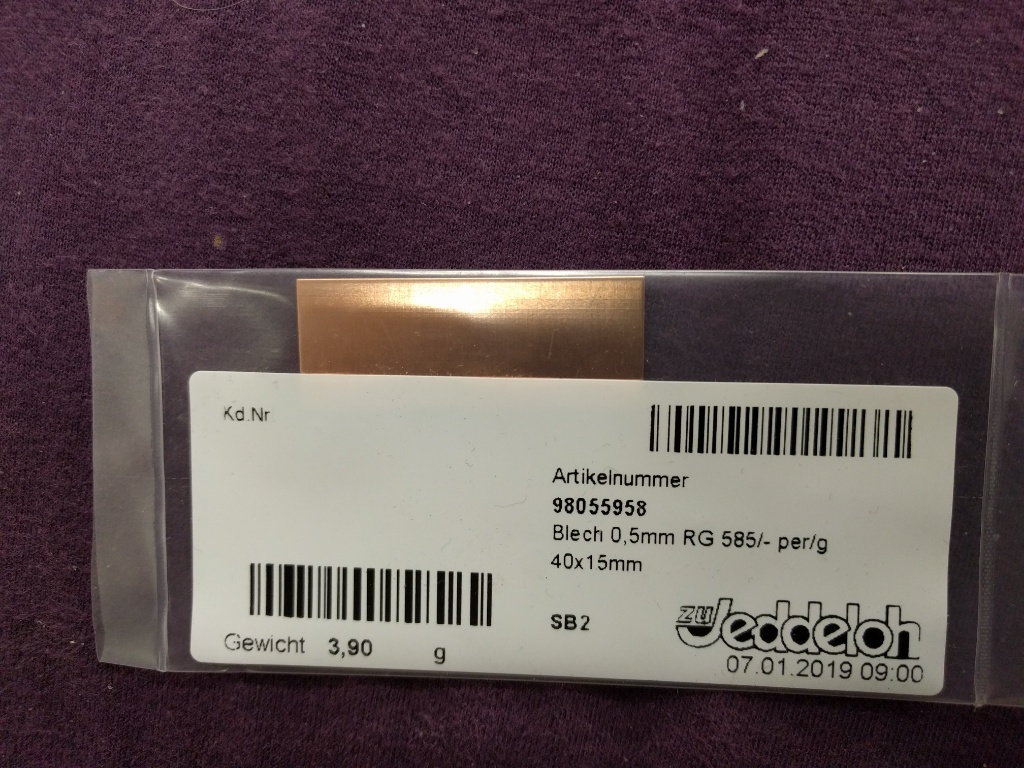 Kd.Nr
Artikelnummer
98055958
Blech 0,5mm RG 585/- per/g
40x15mm
SB2
Gewicht 3,90 g
zu Jeddeloh
07.01.2019 09:00